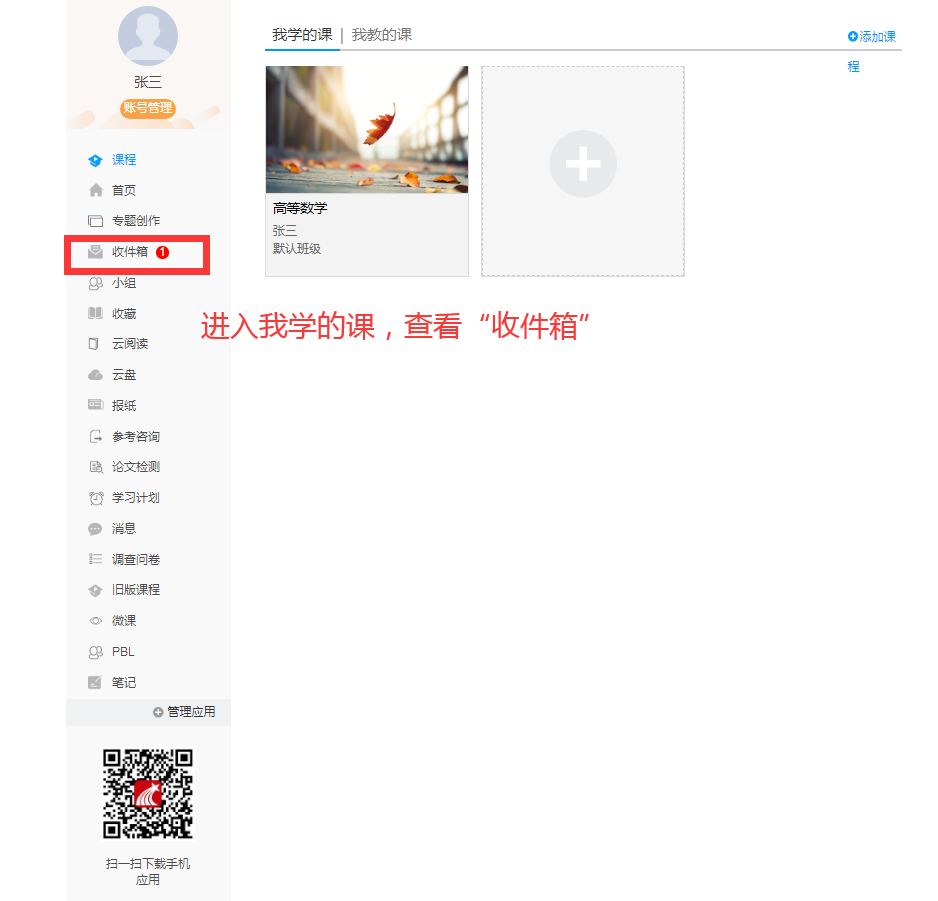 张三
账号管理
课程
首页
专题创作
收件箱 1
小组
收藏
云阅读
云盘
报纸
参考咨询
论文检测
学习计划
消息
调查问卷
旧版课程
微课
PBL
笔记
管理应用
扫一扫下载手机
应用
我学的课 | 我教的课
添加课
程
高等数学
张三
默认班级
进入我学的课，查看“收件箱”